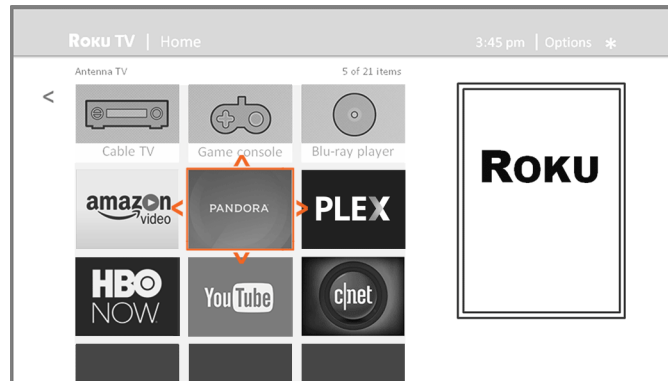 ROKU TV | Home
3:45 pm | Options *
<
Antenna TV
5 of 21 items
Cable TV
Game console
Blu-ray player
amazon
video
PANDORA
PLEX
HBO
NOW
YouTube
c|net
ROKU